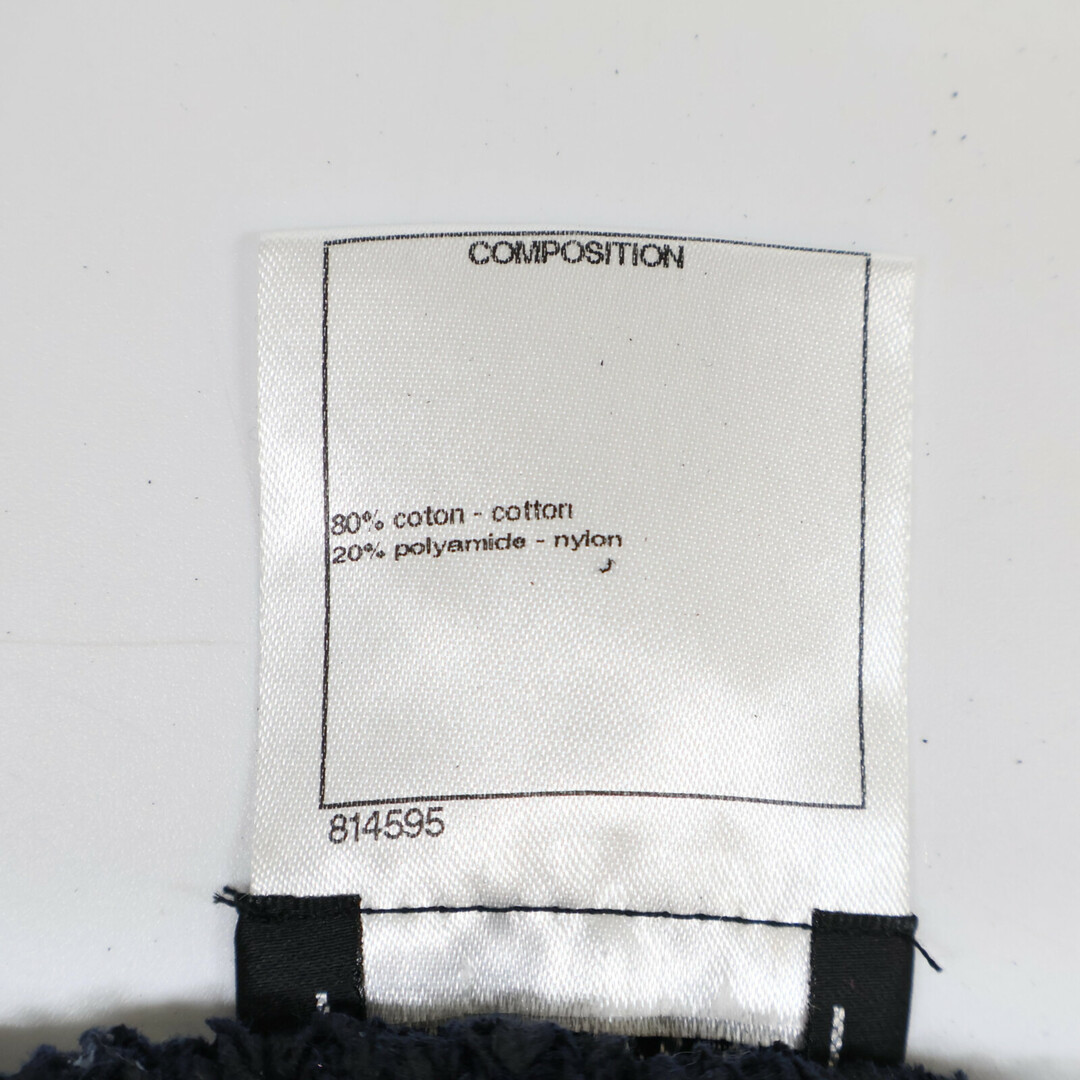 COMPOSITION
80% coton - cotton
20% polyamide - nylon
814595